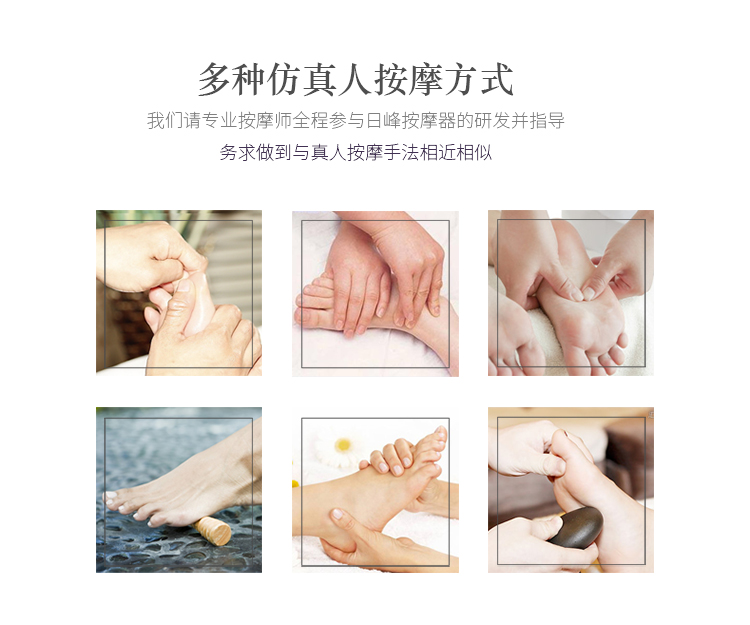 多种仿真人按摩方式
我们请专业按摩师全程参与日峰按摩器的研发并指导
务求做到与真人按摩手法相近相似